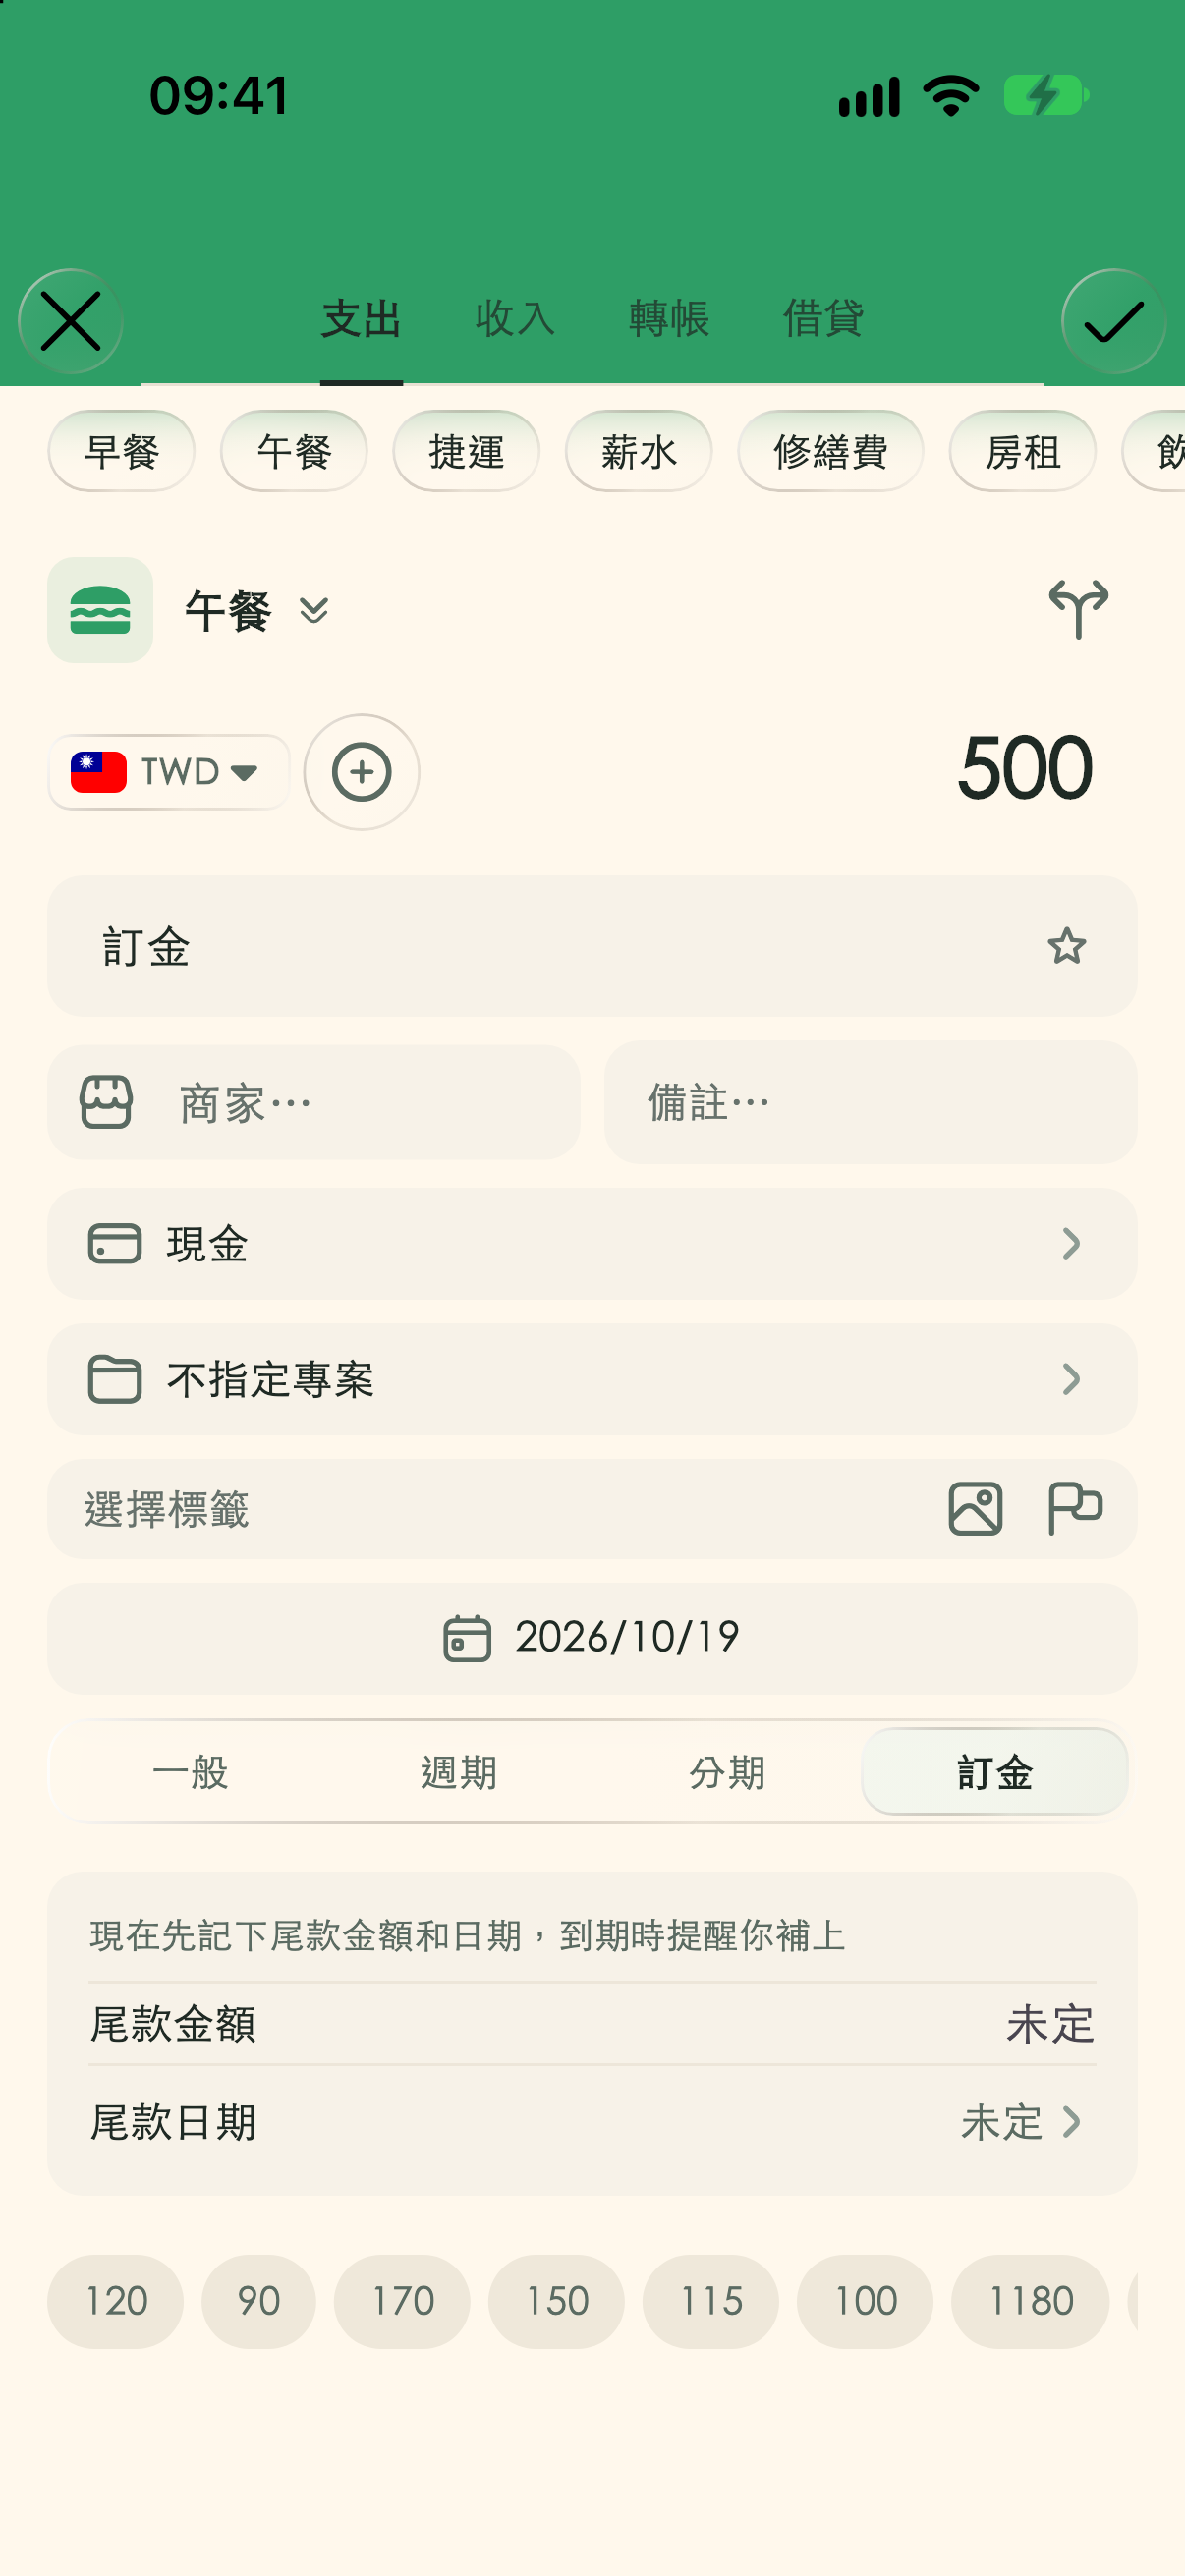 09:41
支出 收入 轉帳 借貸
早餐 午餐 捷運 薪水 修繕費 房租 飲
午餐
TWD 500
訂金
商家… 備註…
現金
不指定專案
選擇標籤
2026/10/19
一般 週期 分期 訂金
現在先記下尾款金額和日期，到期時提醒你補上
尾款金額 未定
尾款日期 未定
120 90 170 150 115 100 1180